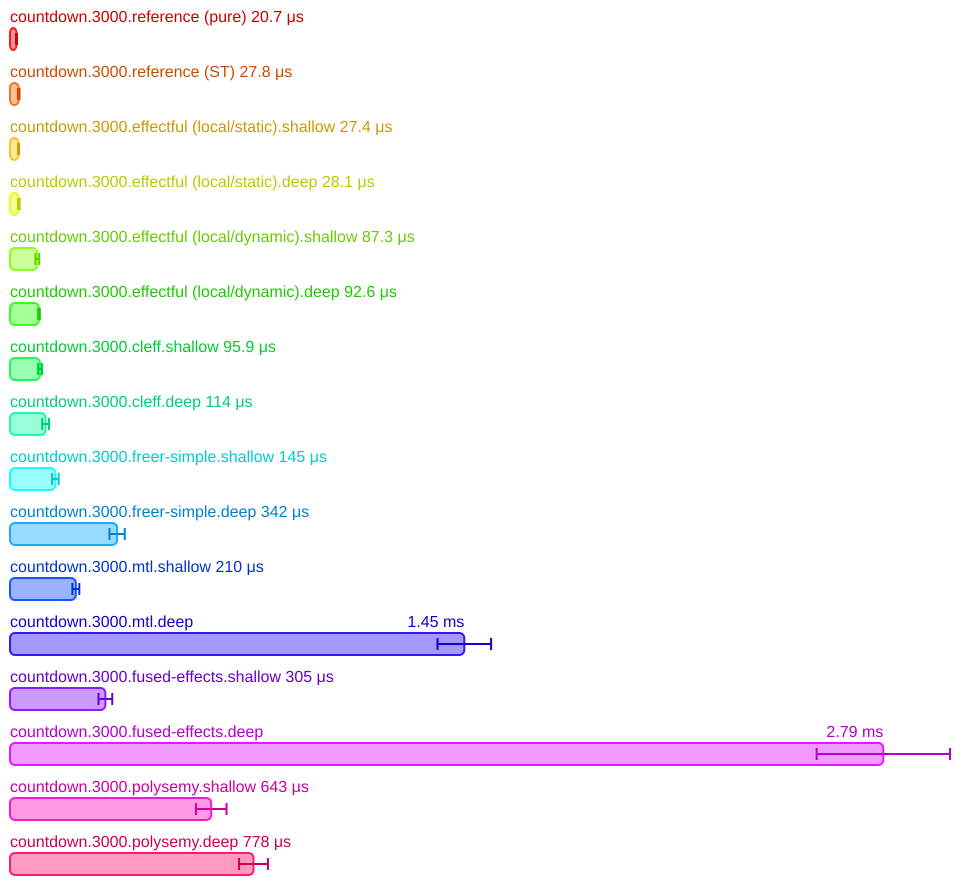 countdown.3000.reference (pure) 20.7 μs
countdown.3000.reference (ST) 27.8 μs
countdown.3000.effectful (local/static).shallow 27.4 μs
countdown.3000.effectful (local/static).deep 28.1 μs
countdown.3000.effectful (local/dynamic).shallow 87.3 μs
countdown.3000.effectful (local/dynamic).deep 92.6 μs
countdown.3000.cleff.shallow 95.9 μs
countdown.3000.cleff.deep 114 μs
countdown.3000.freer-simple.shallow 145 μs
countdown.3000.freer-simple.deep 342 μs
countdown.3000.mtl.shallow 210 μs
countdown.3000.mtl.deep 1.45 ms
countdown.3000.fused-effects.shallow 305 μs
countdown.3000.fused-effects.deep 2.79 ms
countdown.3000.polysemy.shallow 643 μs
countdown.3000.polysemy.deep 778 μs